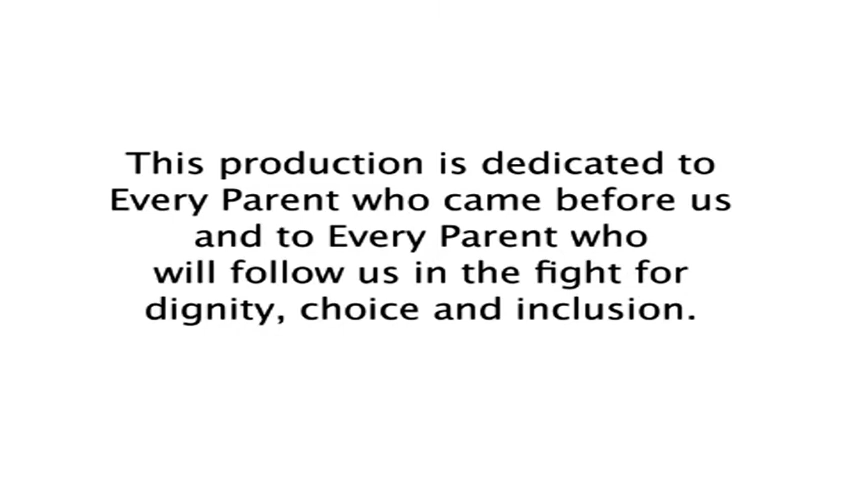 This production is dedicated to
Every Parent who came before us
and to Every Parent who
will follow us in the fight for
dignity, choice and inclusion.